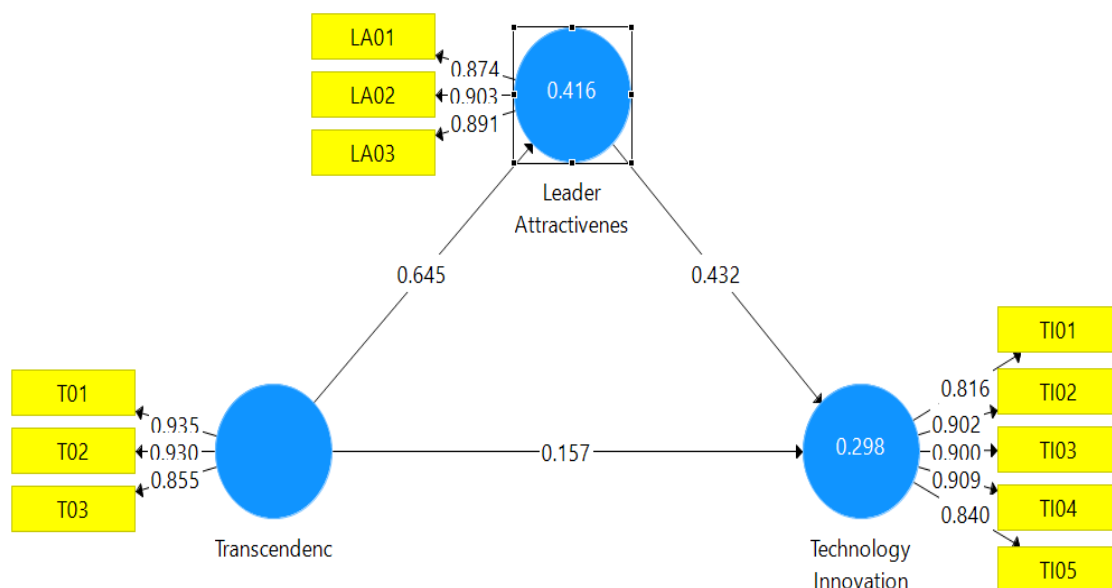 LA01
0.874
LA02
0.903
0.891
LA03
0.416
Leader
Attractivenes
0.645
0.432
T01
0.935
T02
0.930
0.855
T03
Transcendenc
0.157
0.298
Technology
Innovation
TI01
0.816
TI02
0.902
0.900
TI03
0.909
TI04
0.840
TI05